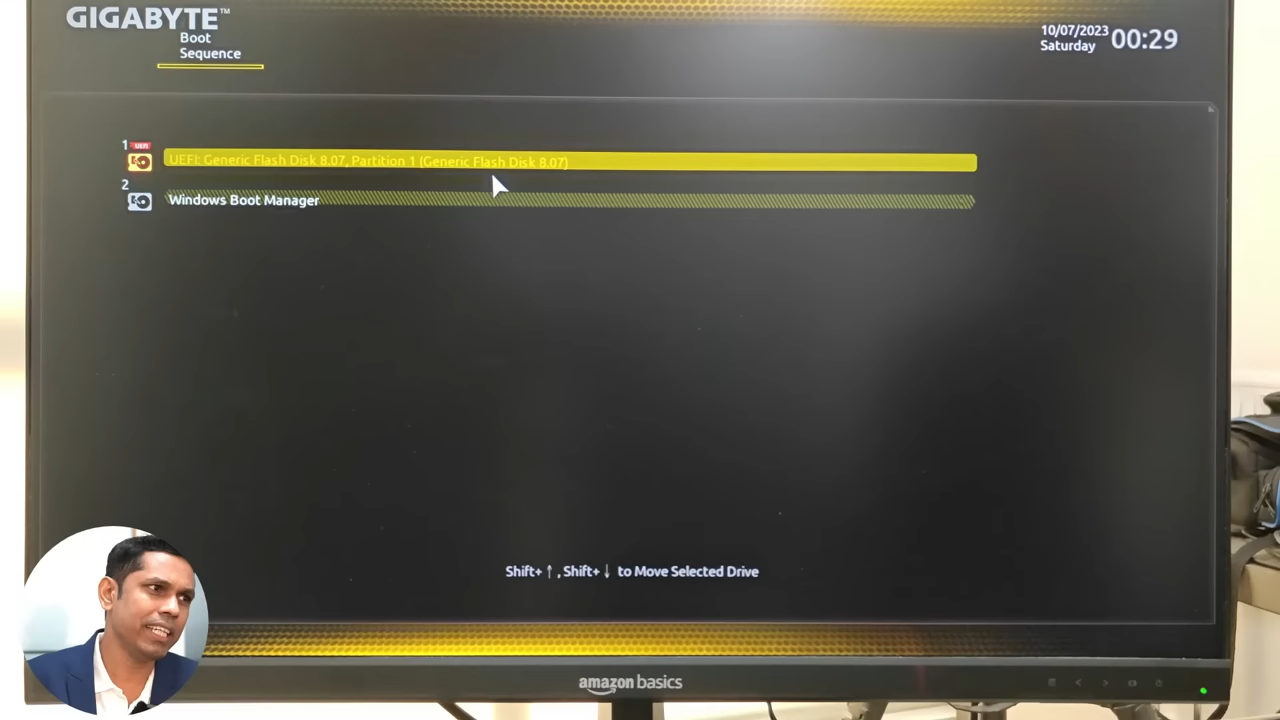 GIGABYTE™
Boot
Sequence
10/07/2023
Saturday
00:29
1 UEFI
UEFI: Generic Flash Disk 8.07, Partition 1 (Generic Flash Disk 8.07)
2
Windows Boot Manager
Shift+↑, Shift+↓ to Move Selected Drive
amazon basics